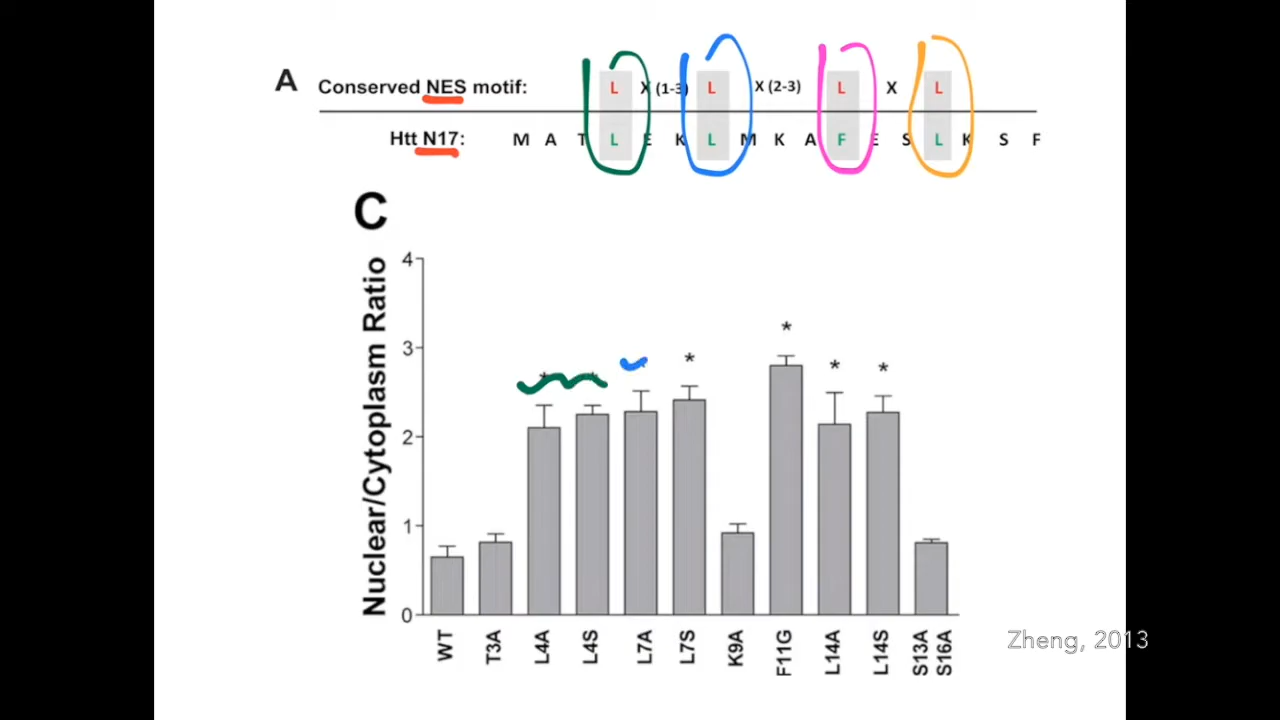 A Conserved NES motif: L X (1-3) L X (2-3) L X L
Htt N17: M A T L E K L M K A F E S L K S F
C
Nuclear/Cytoplasm Ratio
4
3
2
1
0
* * * * * *
WT T3A L4A L4S L7A L7S K9A F11G L14A L14S S13A S16A
Zheng, 2013